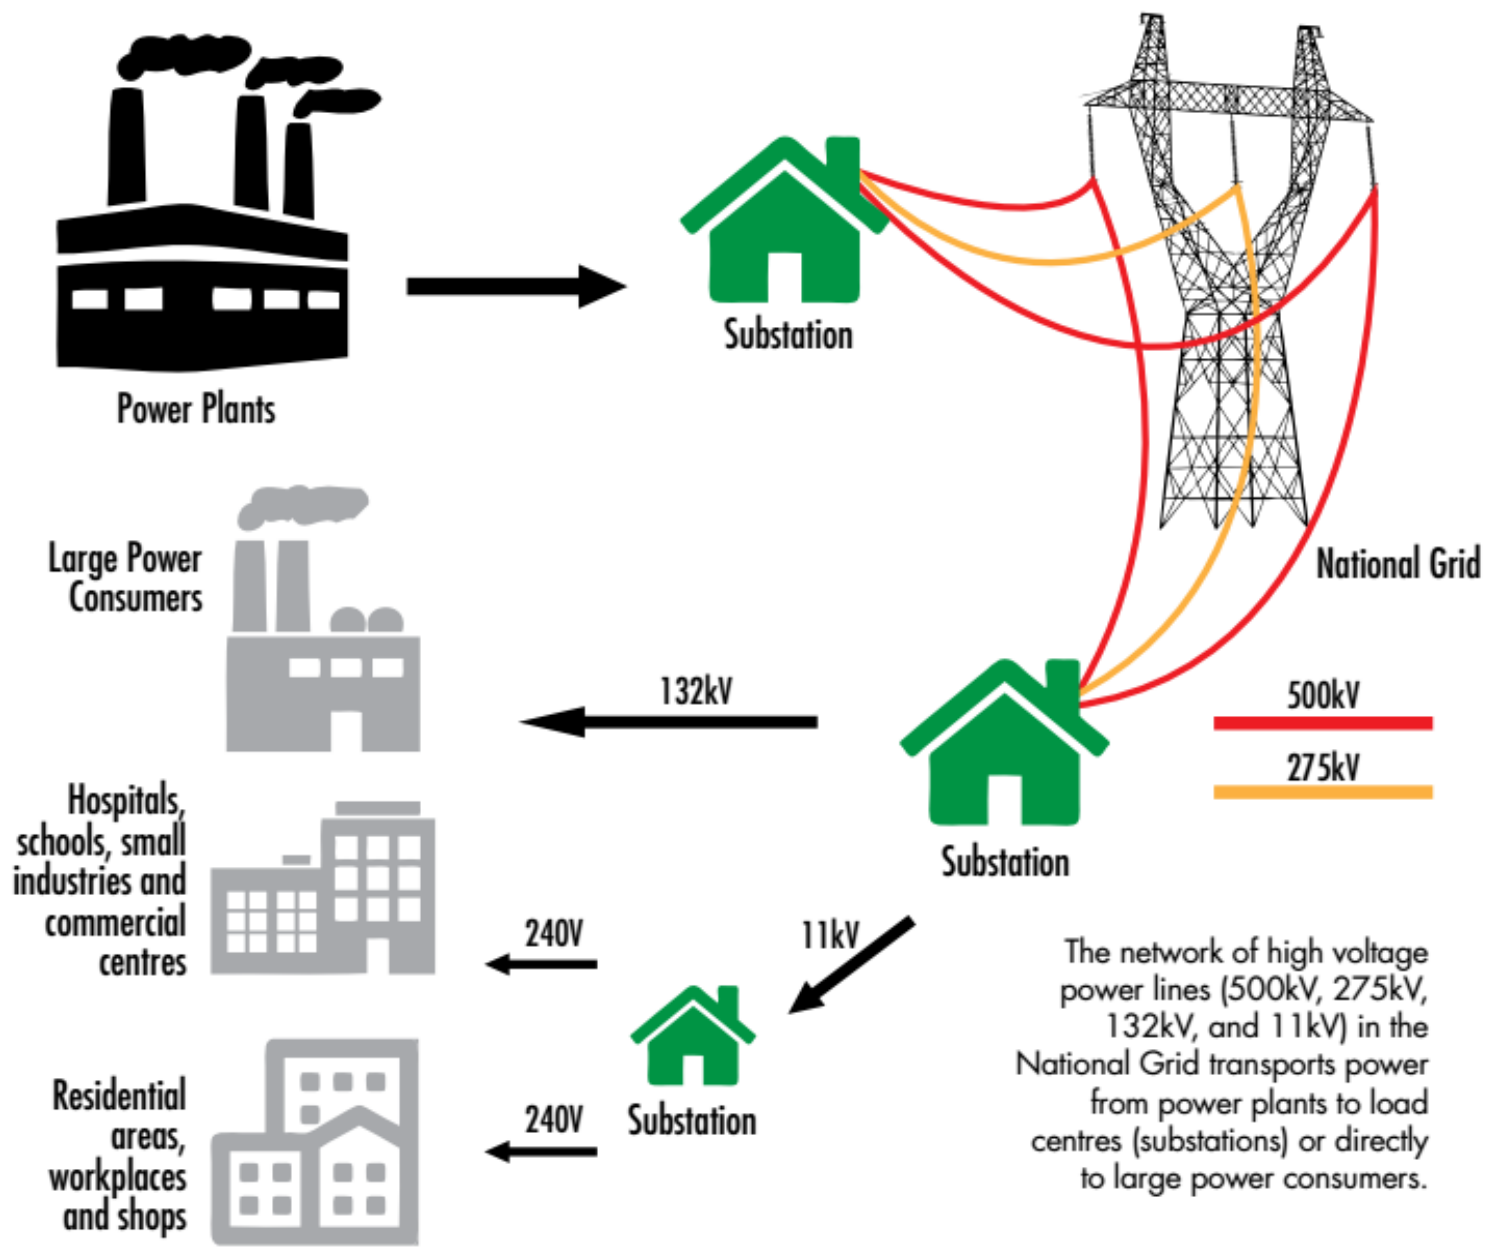 Substation
Power Plants
National Grid
Large Power
Consumers
132kV
500kV
275kV
Substation
Hospitals,
schools, small
industries and
commercial
centres
240V
11kV
Substation
240V
Residential
areas,
workplaces
and shops
The network of high voltage
power lines (500kV, 275kV,
132kV, and 11kV) in the
National Grid transports power
from power plants to load
centres (substations) or directly
to large power consumers.